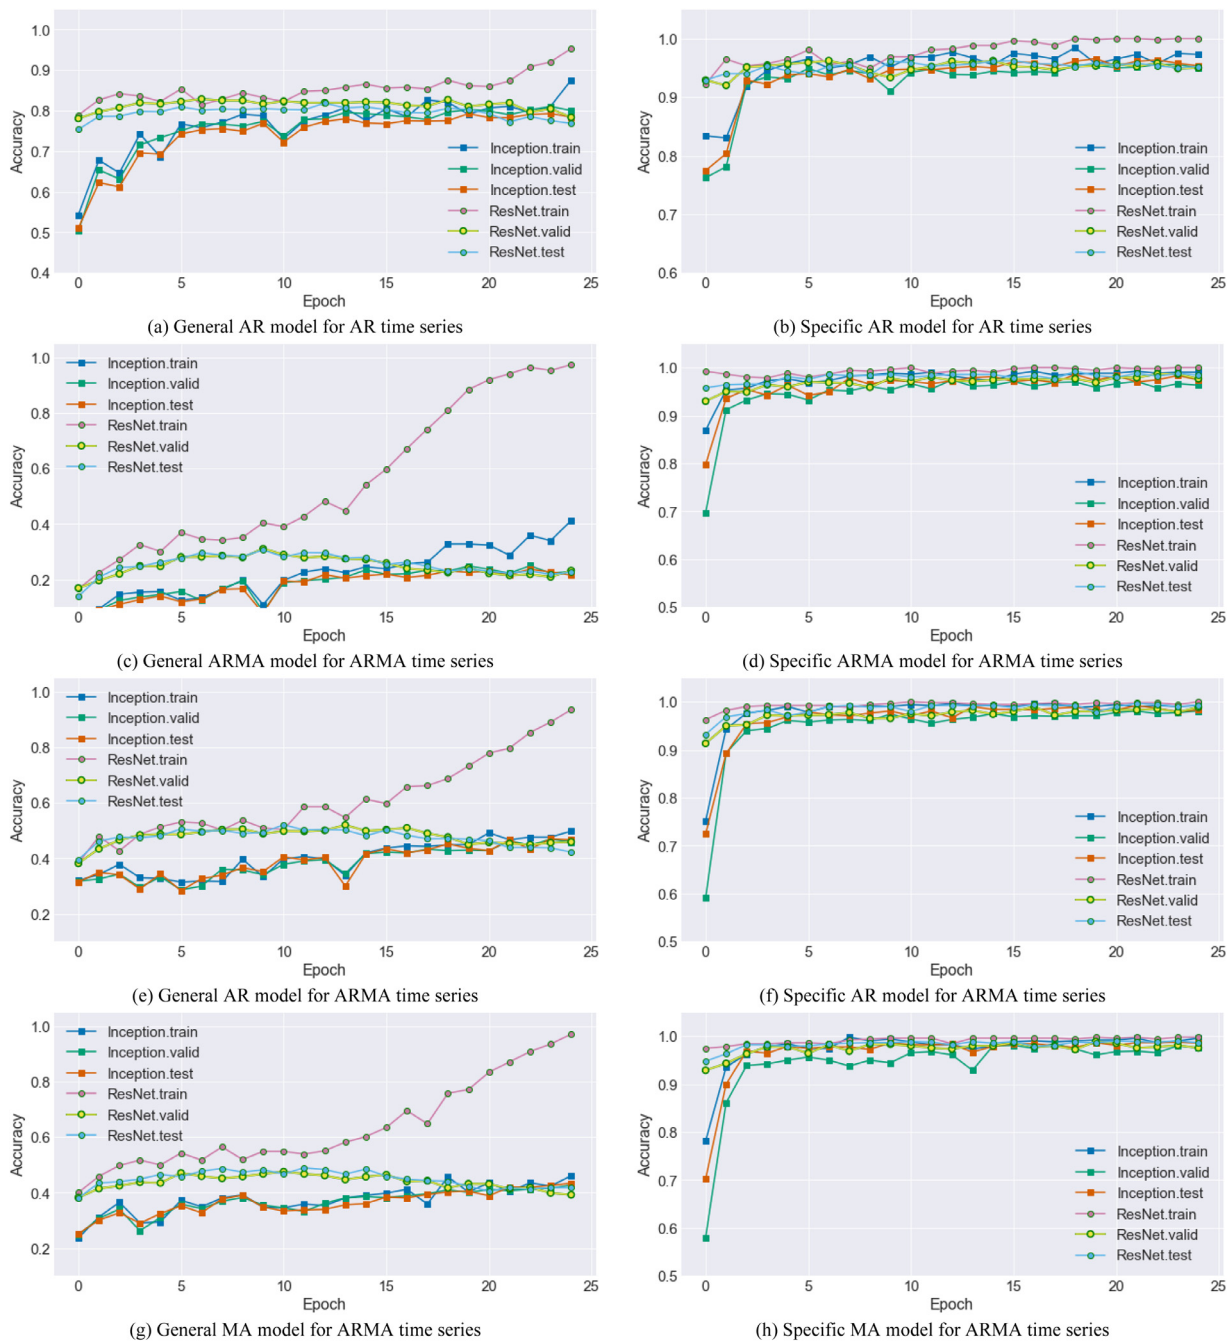 1.0
0.9
0.8
0.7
0.6
0.5
0.4
Accuracy
Inception.train
Inception.valid
Inception.test
ResNet.train
ResNet.valid
ResNet.test
0 5 10 15 20 25
Epoch
(a) General AR model for AR time series
1.0
0.9
0.8
0.7
0.6
Accuracy
Inception.train
Inception.valid
Inception.test
ResNet.train
ResNet.valid
ResNet.test
0 5 10 15 20 25
Epoch
(b) Specific AR model for AR time series
1.0
0.8
0.6
0.4
0.2
Accuracy
Inception.train
Inception.valid
Inception.test
ResNet.train
ResNet.valid
ResNet.test
0 5 10 15 20 25
Epoch
(c) General ARMA model for ARMA time series
1.0
0.9
0.8
0.7
0.6
0.5
Accuracy
Inception.train
Inception.valid
Inception.test
ResNet.train
ResNet.valid
ResNet.test
0 5 10 15 20 25
Epoch
(d) Specific ARMA model for ARMA time series
1.0
0.8
0.6
0.4
0.2
Accuracy
Inception.train
Inception.valid
Inception.test
ResNet.train
ResNet.valid
ResNet.test
0 5 10 15 20 25
Epoch
(e) General AR model for ARMA time series
1.0
0.9
0.8
0.7
0.6
0.5
Accuracy
Inception.train
Inception.valid
Inception.test
ResNet.train
ResNet.valid
ResNet.test
0 5 10 15 20 25
Epoch
(f) Specific AR model for ARMA time series
1.0
0.8
0.6
0.4
0.2
Accuracy
Inception.train
Inception.valid
Inception.test
ResNet.train
ResNet.valid
ResNet.test
0 5 10 15 20 25
Epoch
(g) General MA model for ARMA time series
1.0
0.9
0.8
0.7
0.6
0.5
Accuracy
Inception.train
Inception.valid
Inception.test
ResNet.train
ResNet.valid
ResNet.test
0 5 10 15 20 25
Epoch
(h) Specific MA model for ARMA time series